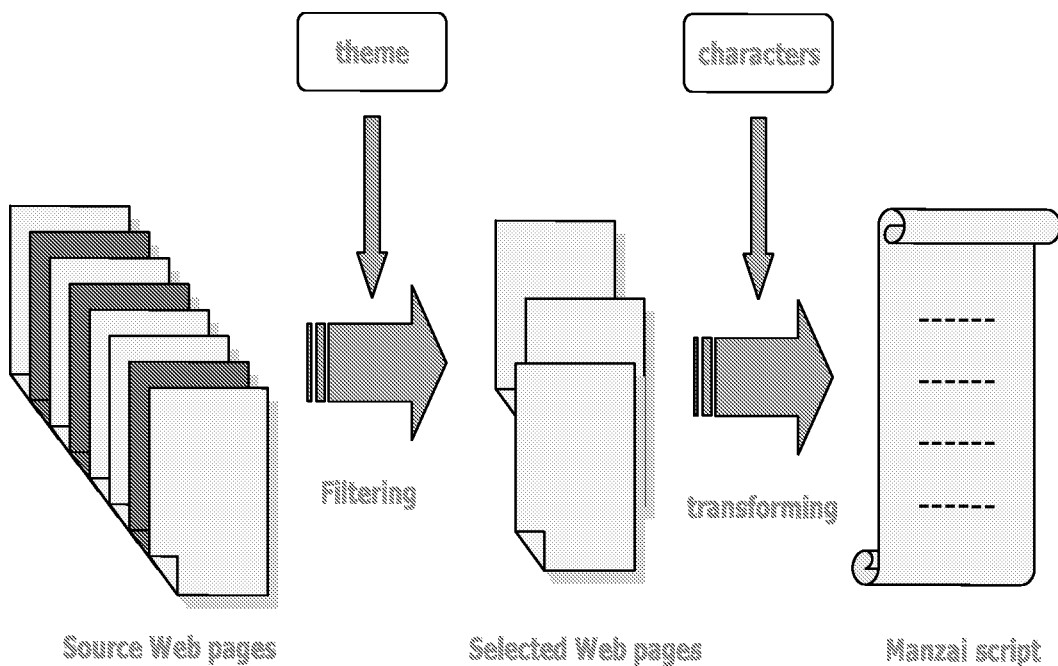 theme
characters
Filtering
transforming
Source Web pages
Selected Web pages
Manzai script